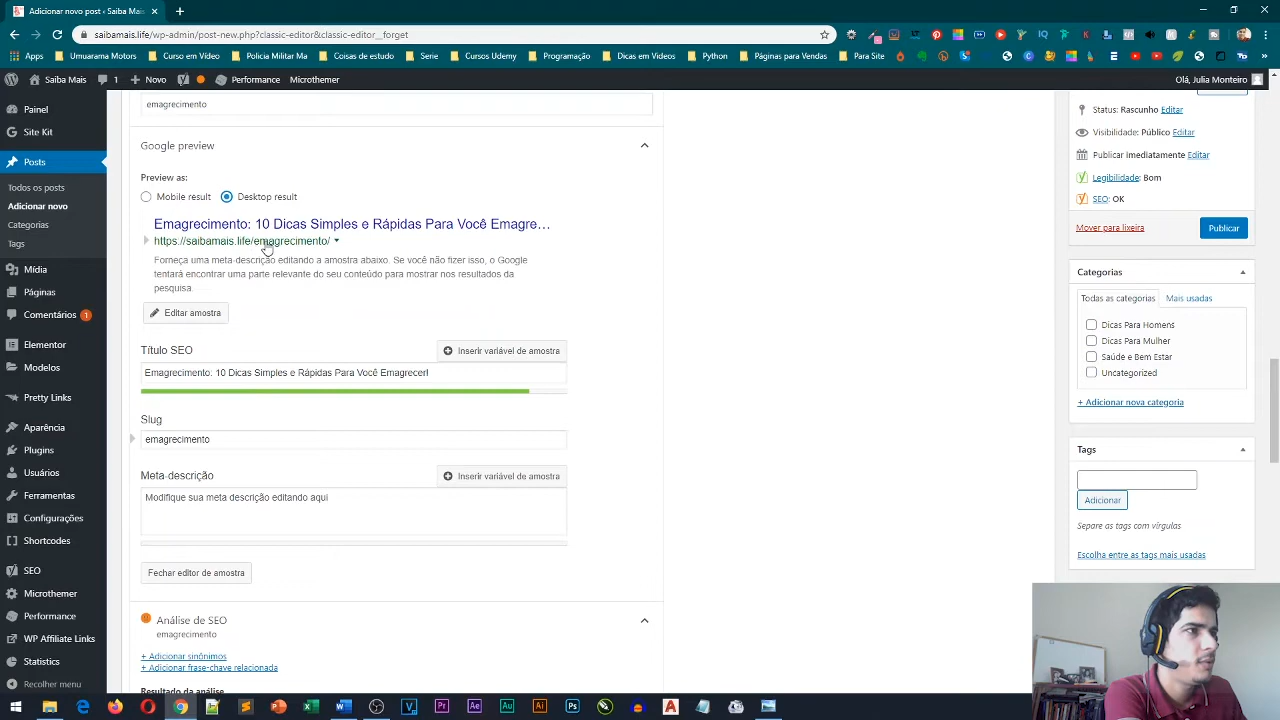 Adicionar novo post ‹ Saiba Mais
saibamais.life/wp-admin/post-new.php?classic-editor&classic-editor__forget
Apps
Umuarama Motors
Curso em Vídeo
Policia Militar Ma
Coisas de estudo
Serie
Cursos Udemy
Programação
Dicas em Videos
Python
Páginas para Vendas
Para Site
Saiba Mais
1
Novo
Performance
Microthemer
Olá, Julia Monteiro
Painel
Site Kit
Posts
Todos os posts
Adicionar novo
Categorias
Tags
Mídia
Páginas
Comentários 1
Elementor
Modelos
Pretty Links
Aparência
Plugins
Usuários
Ferramentas
Configurações
Shortcodes
SEO
Microthemer
Performance
WP Affiliate Links
Statistics
Recolher menu
emagrecimento
Google preview
Preview as:
Mobile result
Desktop result
Emagrecimento: 10 Dicas Simples e Rápidas Para Você Emagre...
https://saibamais.life/emagrecimento/
Forneça uma meta-descrição editando a amostra abaixo. Se você não fizer isso, o Google
tentará encontrar uma parte relevante do seu conteúdo para mostrar nos resultados da
pesquisa.
Editar amostra
Título SEO
Inserir variável de amostra
Emagrecimento: 10 Dicas Simples e Rápidas Para Você Emagrecer!
Slug
emagrecimento
Meta-descrição
Inserir variável de amostra
Modifique sua meta descrição editando aqui
Fechar editor de amostra
Análise de SEO
emagrecimento
+ Adicionar sinônimos
+ Adicionar frase-chave relacionada
Resultado da análise
Status: Rascunho Editar
Visibilidade: Público Editar
Publicar imediatamente Editar
Legibilidade: Bom
SEO: OK
Mover para lixeira
Publicar
Categorias
Todas as categorias
Mais usadas
Dicas Para Homens
Dicas Para Mulher
Saúde e Bem Estar
Uncategorized
+ Adicionar nova categoria
Tags
Adicionar
Separe as tags com vírgulas
Escolha entre as tags mais usadas